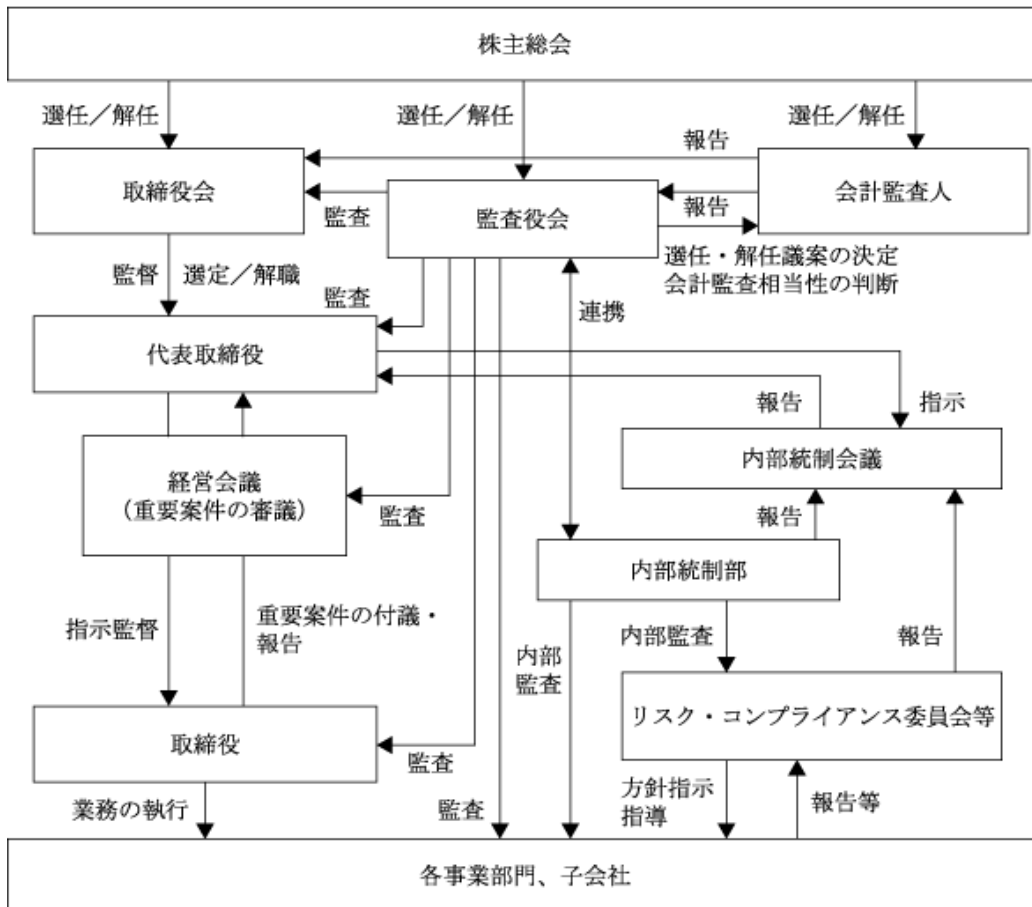 株主総会
選任／解任
選任／解任
選任／解任
報告
取締役会
会計監査人
監査役会
監査
報告
選任・解任議案の決定
会計監査相当性の判断
監督
選定／解職
監査
連携
代表取締役
報告
指示
内部統制会議
経営会議
（重要案件の審議）
監査
報告
内部統制部
指示監督
重要案件の付議・
報告
内部
監査
内部監査
報告
リスク・コンプライアンス委員会等
取締役
監査
業務の執行
監査
方針指示
指導
報告等
各事業部門、子会社